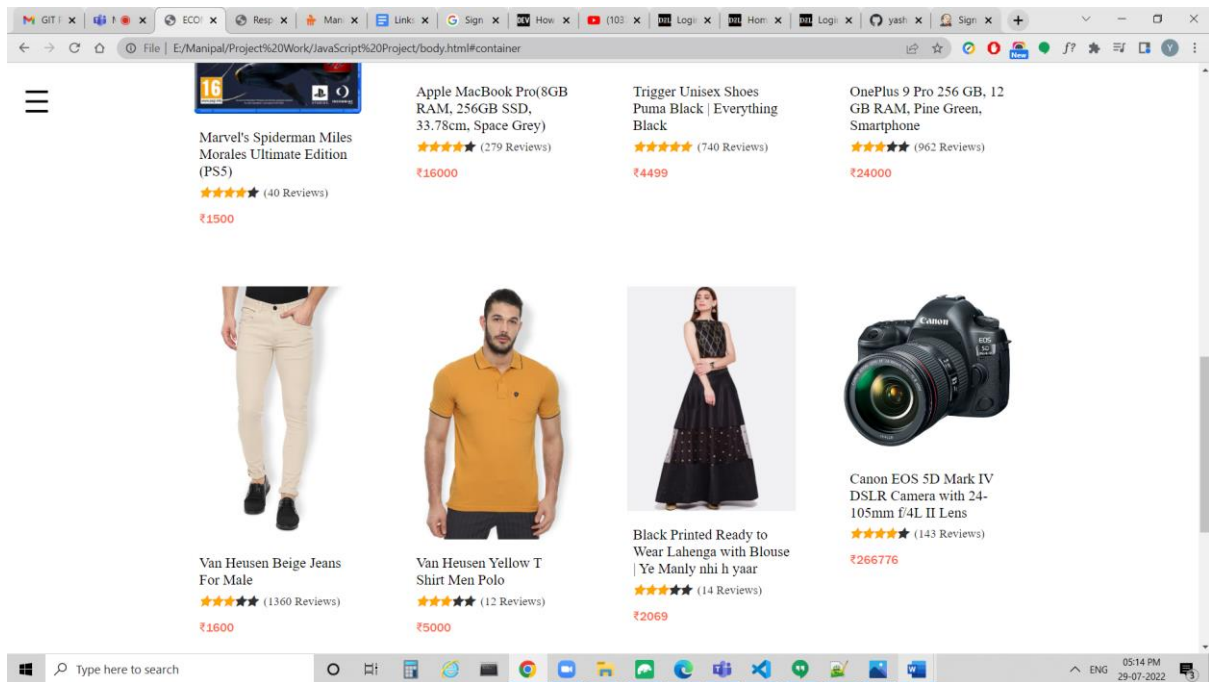 GIT F
ECO
Resp
Mani
Link:
Sign
How
(103
Logi
Hom
Logi
yash
Sign
File | E:/Manipal/Project%20Work/JavaScript%20Project/body.html#container
New
f?
Y
16
Marvel's Spiderman Miles
Morales Ultimate Edition
(PS5)
(40 Reviews)
₹1500
Apple MacBook Pro(8GB
RAM, 256GB SSD,
33.78cm, Space Grey)
(279 Reviews)
₹16000
Trigger Unisex Shoes
Puma Black | Everything
Black
(740 Reviews)
₹4499
OnePlus 9 Pro 256 GB, 12
GB RAM, Pine Green,
Smartphone
(962 Reviews)
₹24000
Van Heusen Beige Jeans
For Male
(1360 Reviews)
₹1600
Van Heusen Yellow T
Shirt Men Polo
(12 Reviews)
₹5000
Black Printed Ready to
Wear Lahenga with Blouse
| Ye Manly nhi h yaar
(14 Reviews)
₹2069
Canon
EOS
5D
Canon EOS 5D Mark IV
DSLR Camera with 24-
105mm f/4L II Lens
(143 Reviews)
₹266776
Type here to search
ENG
05:14 PM
29-07-2022
3